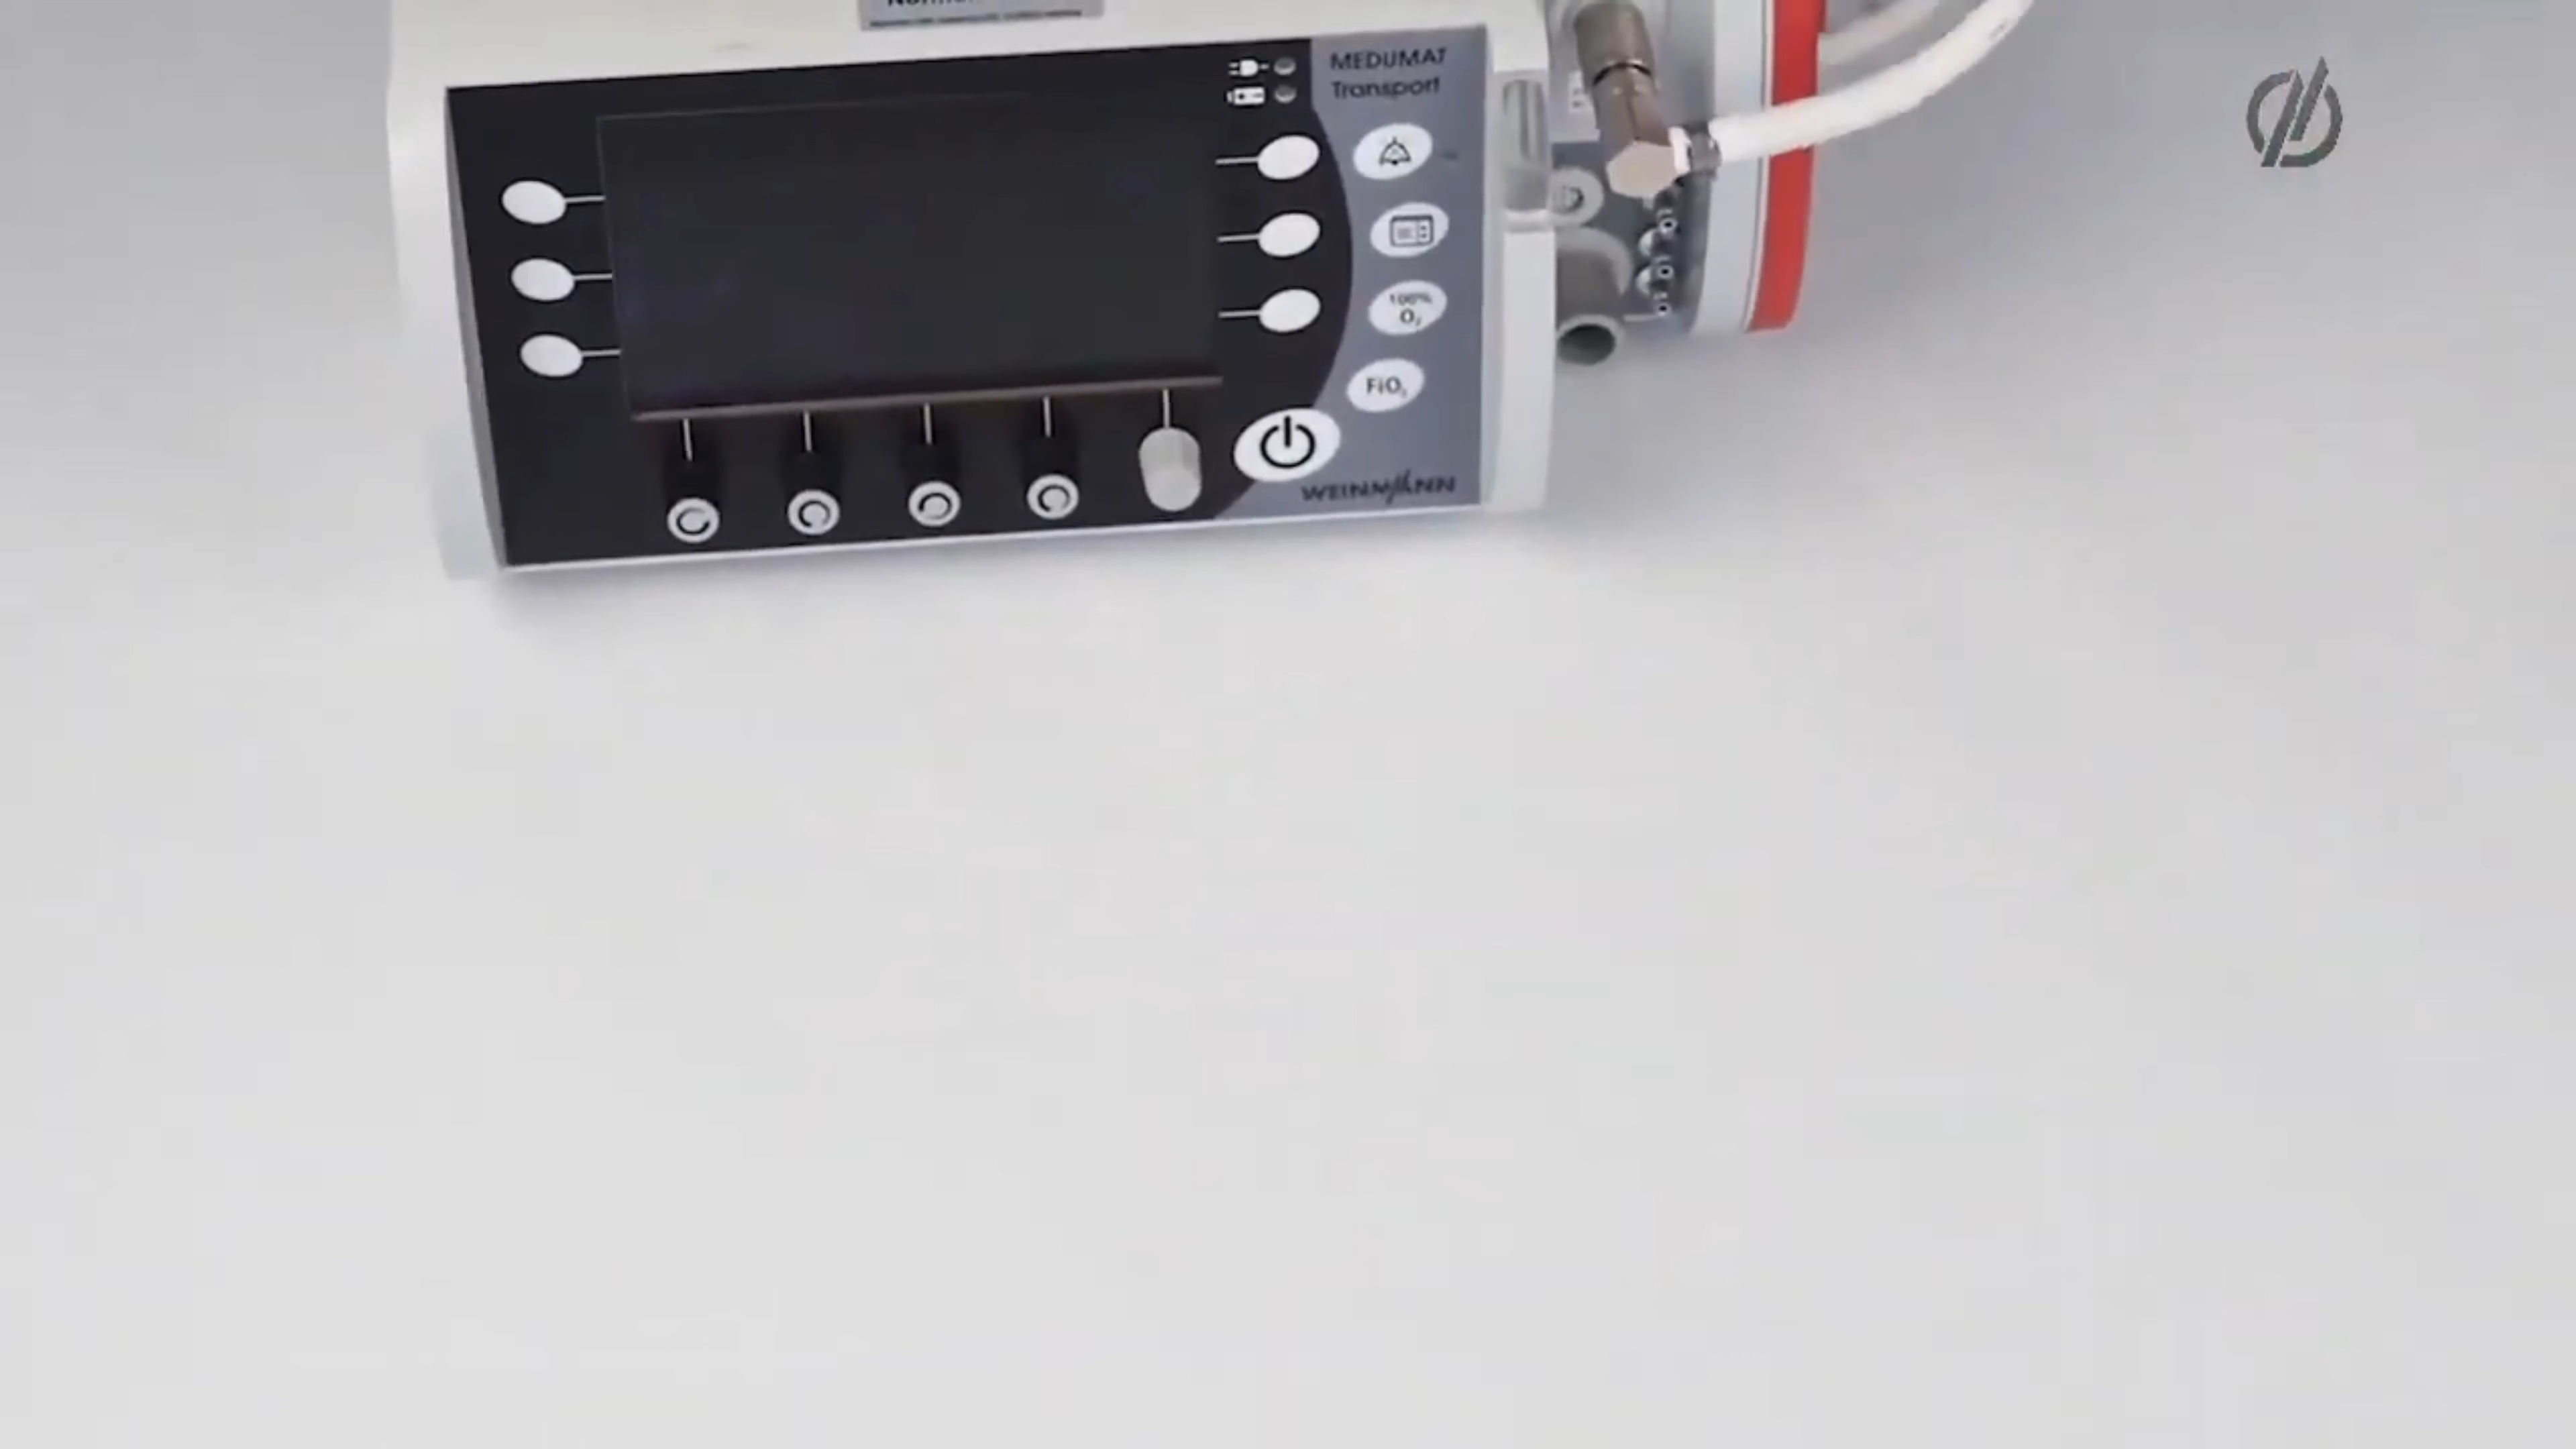 MEDUMAT
Transport
100%
O₂
FiO₂
WEINMANN